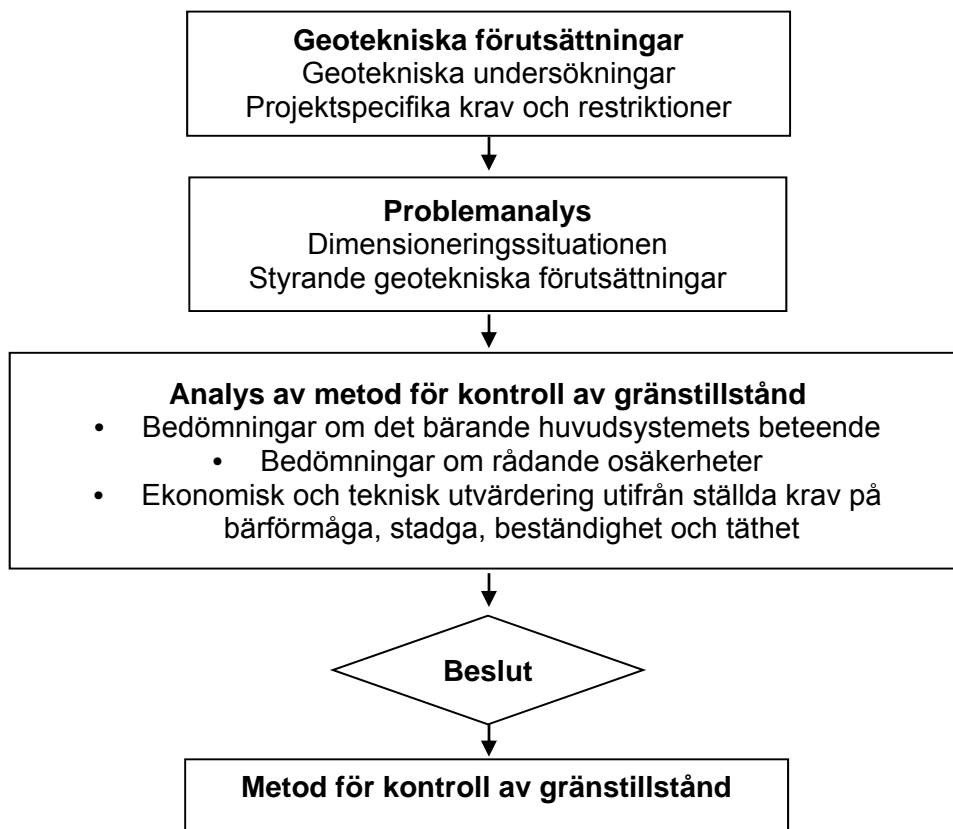 Geotekniska förutsättningar
Geotekniska undersökningar
Projektspecifika krav och restriktioner
Problemanalys
Dimensioneringssituationen
Styrande geotekniska förutsättningar
Analys av metod för kontroll av gränstillstånd
• Bedömningar om det bärande huvudsystemets beteende
• Bedömningar om rådande osäkerheter
• Ekonomisk och teknisk utvärdering utifrån ställda krav på
bärförmåga, stadga, beständighet och täthet
Beslut
Metod för kontroll av gränstillstånd